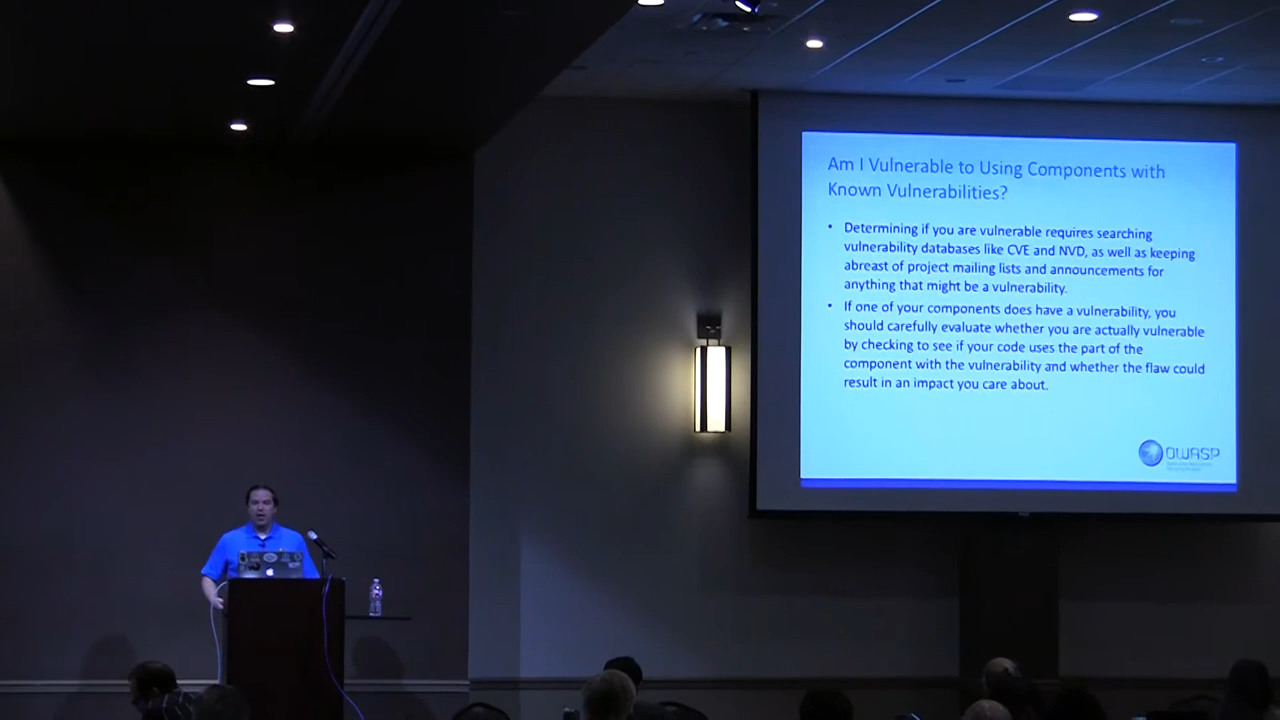 Am I Vulnerable to Using Components with
Known Vulnerabilities?
• Determining if you are vulnerable requires searching
vulnerability databases like CVE and NVD, as well as keeping
abreast of project mailing lists and announcements for
anything that might be a vulnerability.
• If one of your components does have a vulnerability, you
should carefully evaluate whether you are actually vulnerable
by checking to see if your code uses the part of the
component with the vulnerability and whether the flaw could
result in an impact you care about.
OWASP